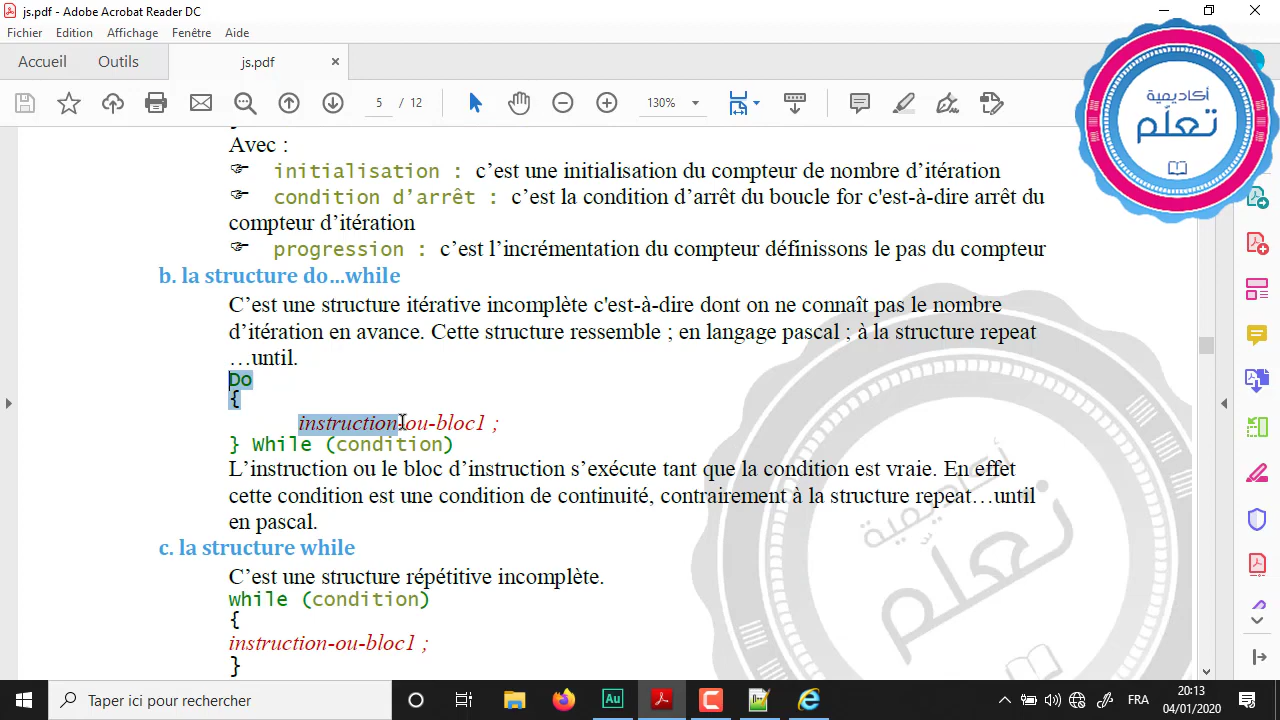 js.pdf - Adobe Acrobat Reader DC
Fichier Edition Affichage Fenêtre Aide
Accueil Outils js.pdf ×
5 / 12 130%
أكاديمية
تعلّم
Avec :
initialisation : c’est une initialisation du compteur de nombre d’itération
condition d’arrêt : c’est la condition d’arrêt du boucle for c'est-à-dire arrêt du
compteur d’itération
progression : c’est l’incrémentation du compteur définissons le pas du compteur
b. la structure do…while
C’est une structure itérative incomplète c'est-à-dire dont on ne connaît pas le nombre
d’itération en avance. Cette structure ressemble ; en langage pascal ; à la structure repeat
…until.
Do
{
instruction-ou-bloc1 ;
} While (condition)
L’instruction ou le bloc d’instruction s’exécute tant que la condition est vraie. En effet
cette condition est une condition de continuité, contrairement à la structure repeat…until
en pascal.
أكاديمية
تعلّم
c. la structure while
C’est une structure répétitive incomplète.
while (condition)
{
instruction-ou-bloc1 ;
}
Taper ici pour rechercher
Au
FRA
20:13
04/01/2020